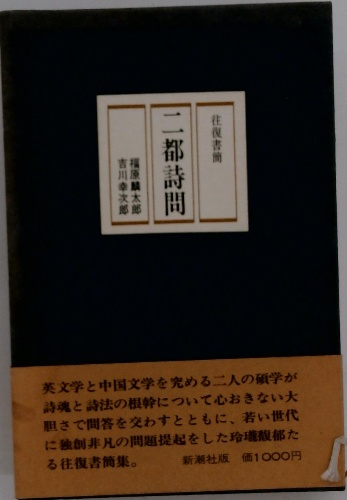 往復書簡
二都詩問
福原麟太郎
吉川幸次郎
英文学と中国文学を究める二人の碩学が
詩魂と詩法の根幹について心おきない大
胆さで問答を交わすとともに、若い世代
に独創非凡の問題提起をした玲瓏馥郁た
る往復書簡集。
新潮社版 価1000円